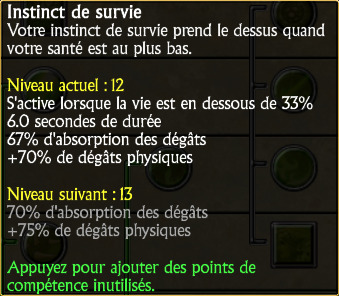 Instinct de survie
Votre instinct de survie prend le dessus quand
votre santé est au plus bas.
Niveau actuel : 12
S'active lorsque la vie est en dessous de 33%
6.0 secondes de durée
67% d'absorption des dégâts
+70% de dégâts physiques
Niveau suivant : 13
70% d'absorption des dégâts
+75% de dégâts physiques
Appuyez pour ajouter des points de
compétence inutilisés.